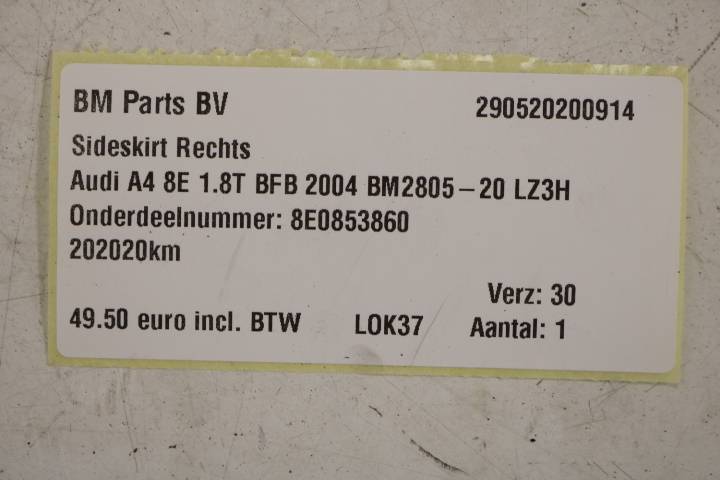 BM Parts BV 290520200914
Sideskirt Rechts
Audi A4 8E 1.8T BFB 2004 BM2805-20 LZ3H
Onderdeelnummer: 8E0853860
202020km
Verz: 30
49.50 euro incl. BTW LOK37 Aantal: 1